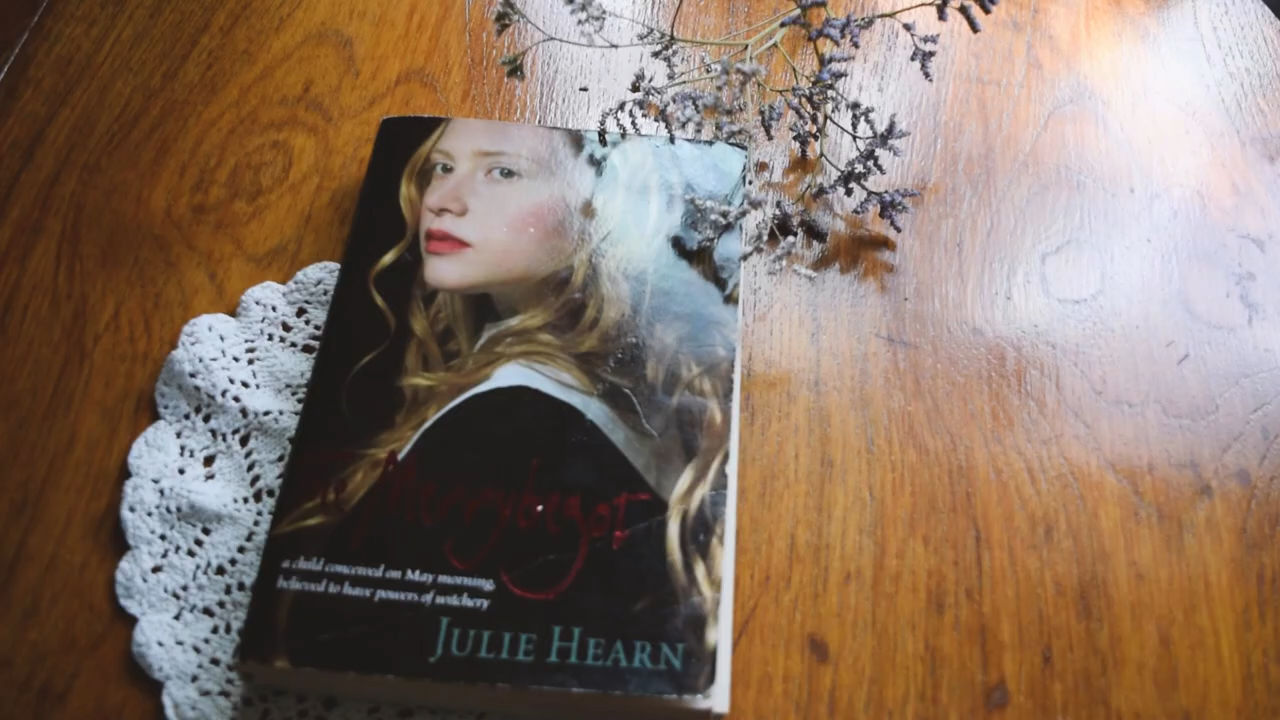 Merrybegot
a child conceived on May morning,
believed to have powers of witchery
JULIE HEARN